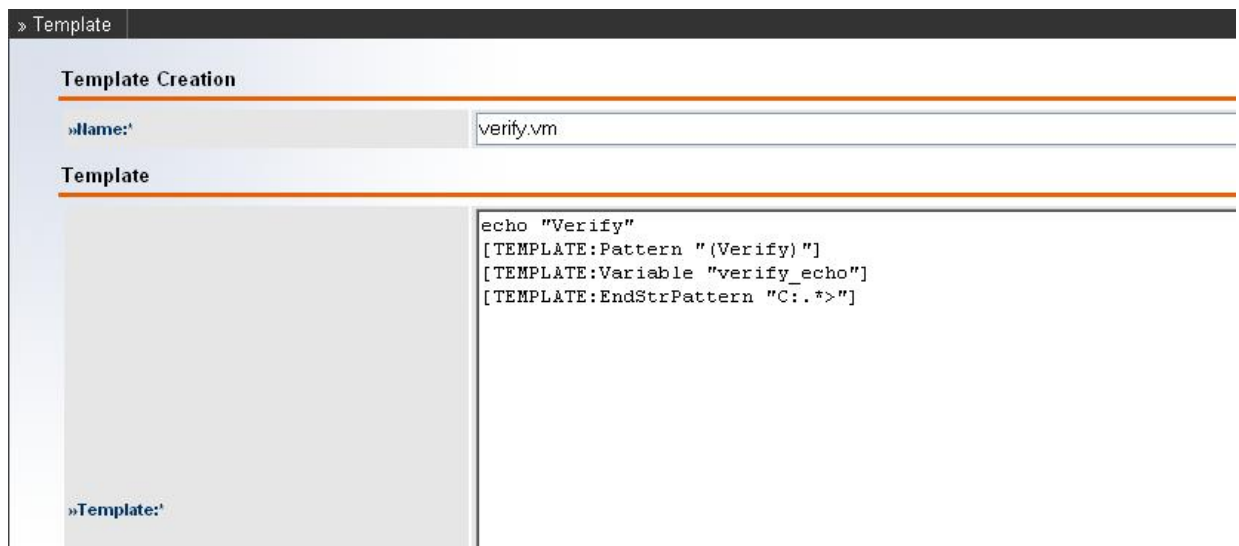 » Template
Template Creation
»Name:*
verify.vm
Template
echo "Verify"
[TEMPLATE:Pattern "(Verify)"]
[TEMPLATE:Variable "verify_echo"]
[TEMPLATE:EndStrPattern "C:.*>"]
»Template:*